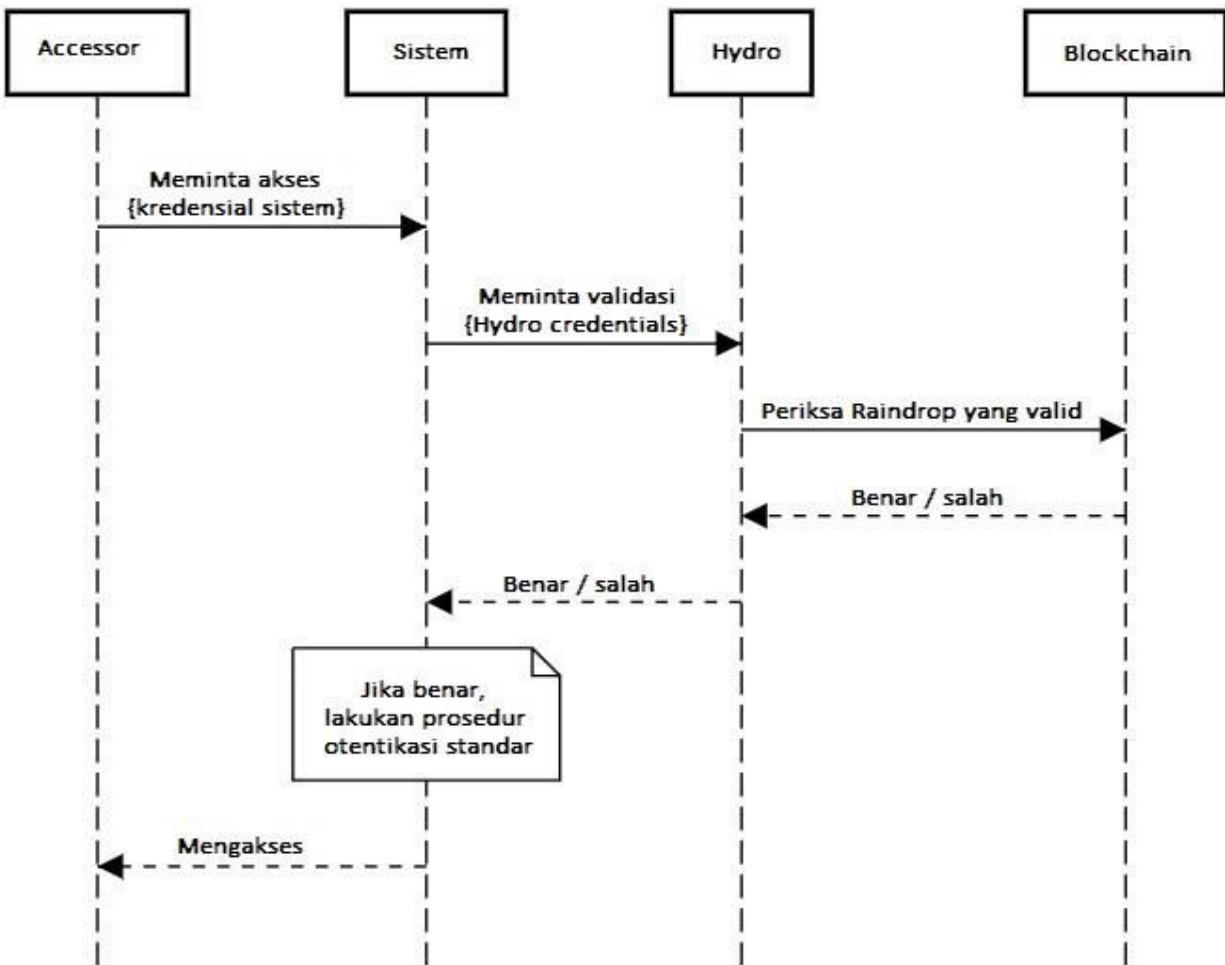 Accessor
Sistem
Hydro
Blockchain
Meminta akses
{kredensial sistem}
Meminta validasi
{Hydro credentials}
Periksa Raindrop yang valid
Benar / salah
Benar / salah
Jika benar,
lakukan prosedur
otentikasi standar
Mengakses